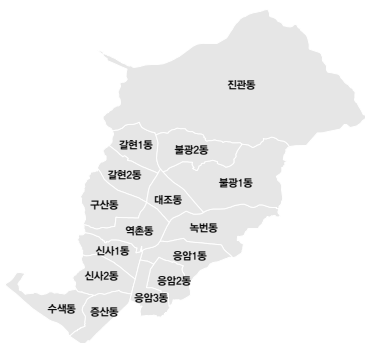 진관동
갈현1동
불광2동
갈현2동
불광1동
구산동
대조동
역촌동
녹번동
신사1동
응암1동
신사2동
응암2동
응암3동
수색동
증산동